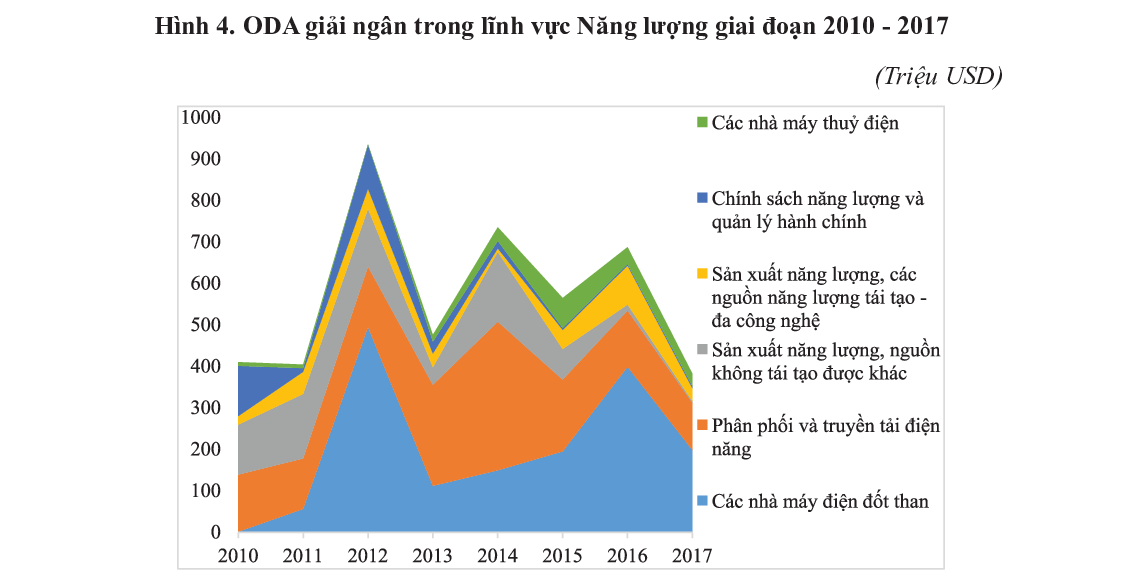 Hình 4. ODA giải ngân trong lĩnh vực Năng lượng giai đoạn 2010 - 2017
(Triệu USD)
1000
900
800
700
600
500
400
300
200
100
0
2010 2011 2012 2013 2014 2015 2016 2017
Các nhà máy thuỷ điện
Chính sách năng lượng và
quản lý hành chính
Sản xuất năng lượng, các
nguồn năng lượng tái tạo -
đa công nghệ
Sản xuất năng lượng, nguồn
không tái tạo được khác
Phân phối và truyền tải điện
năng
Các nhà máy điện đốt than